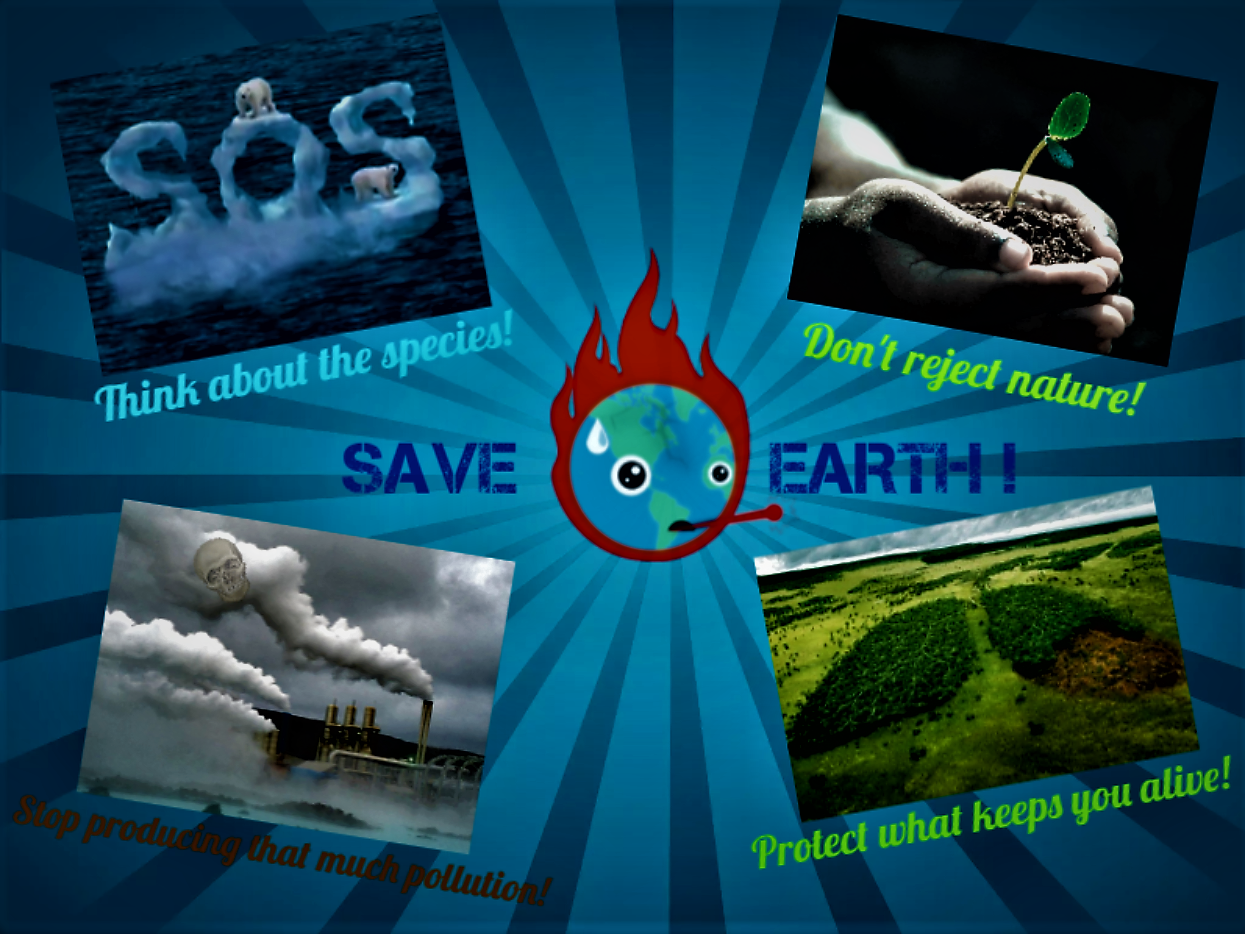 SOS
Think about the species!
Don't reject nature!
SAVE EARTH !
Stop producing that much pollution!
Protect what keeps you alive!